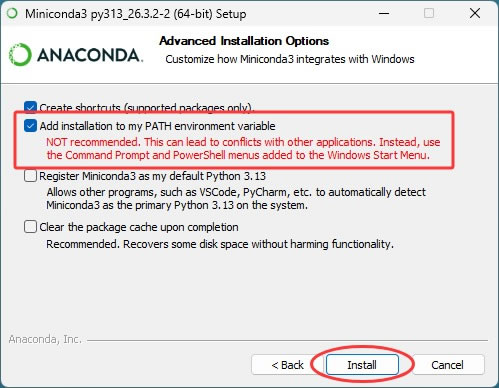 Miniconda3 py313_26.3.2-2 (64-bit) Setup
ANACONDA.
Advanced Installation Options
Customize how Miniconda3 integrates with Windows
Create shortcuts (supported packages only).
Add installation to my PATH environment variable
NOT recommended. This can lead to conflicts with other applications. Instead, use
the Command Prompt and PowerShell menus added to the Windows Start Menu.
Register Miniconda3 as my default Python 3.13
Allows other programs, such as VSCode, PyCharm, etc. to automatically detect
Miniconda3 as the primary Python 3.13 on the system.
Clear the package cache upon completion
Recommended. Recovers some disk space without harming functionality.
Anaconda, Inc.
< Back
Install
Cancel